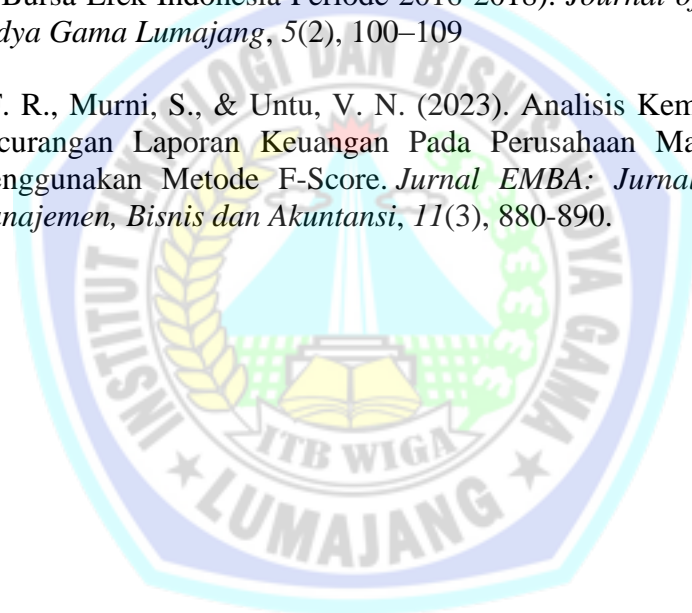 Bursa Efek Indonesia Periode 2016-2018). Journal of
dya Gama Lumajang, 5(2), 100–109
T. R., Murni, S., & Untu, V. N. (2023). Analisis Kem
curangan Laporan Keuangan Pada Perusahaan Ma
enggunakan Metode F-Score. Jurnal EMBA: Jurnal
anajemen, Bisnis dan Akuntansi, 11(3), 880-890.
INSTITUT TEKNOLOGI DAN BISNIS WIDYA GAMA
ITB WIGA
LUMAJANG